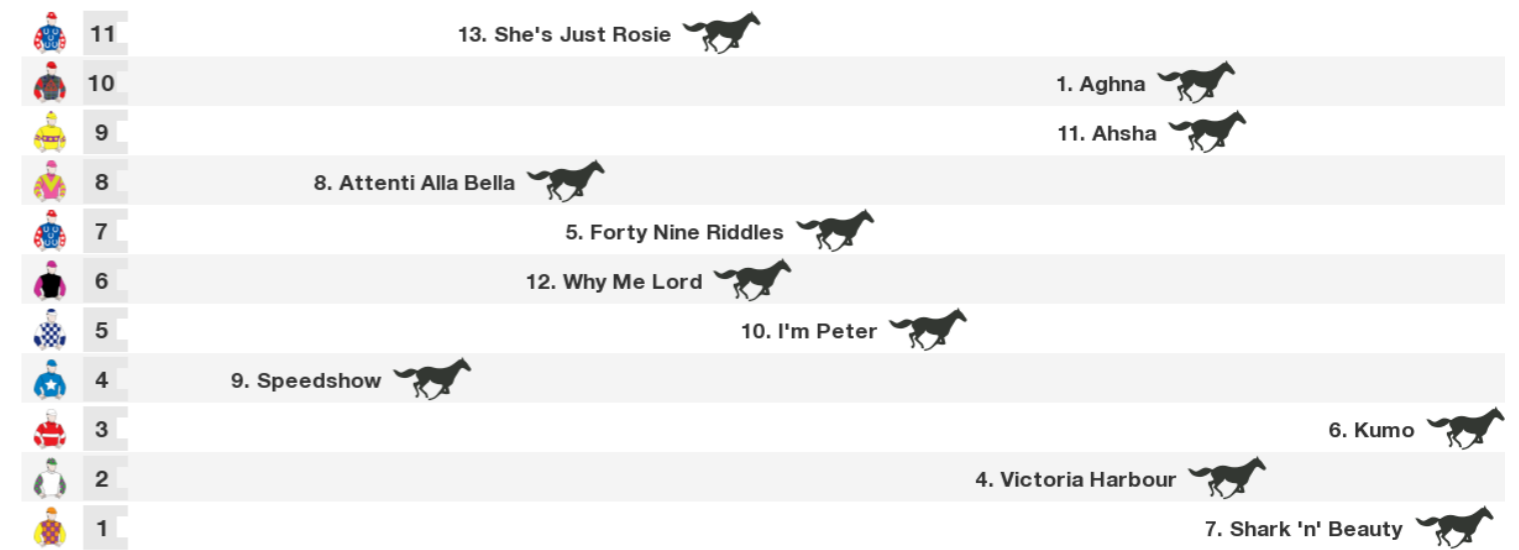 11 13. She's Just Rosie
10 1. Aghna
9 11. Ahsha
8 8. Attenti Alla Bella
7 5. Forty Nine Riddles
6 12. Why Me Lord
5 10. I'm Peter
4 9. Speedshow
3 6. Kumo
2 4. Victoria Harbour
1 7. Shark 'n' Beauty